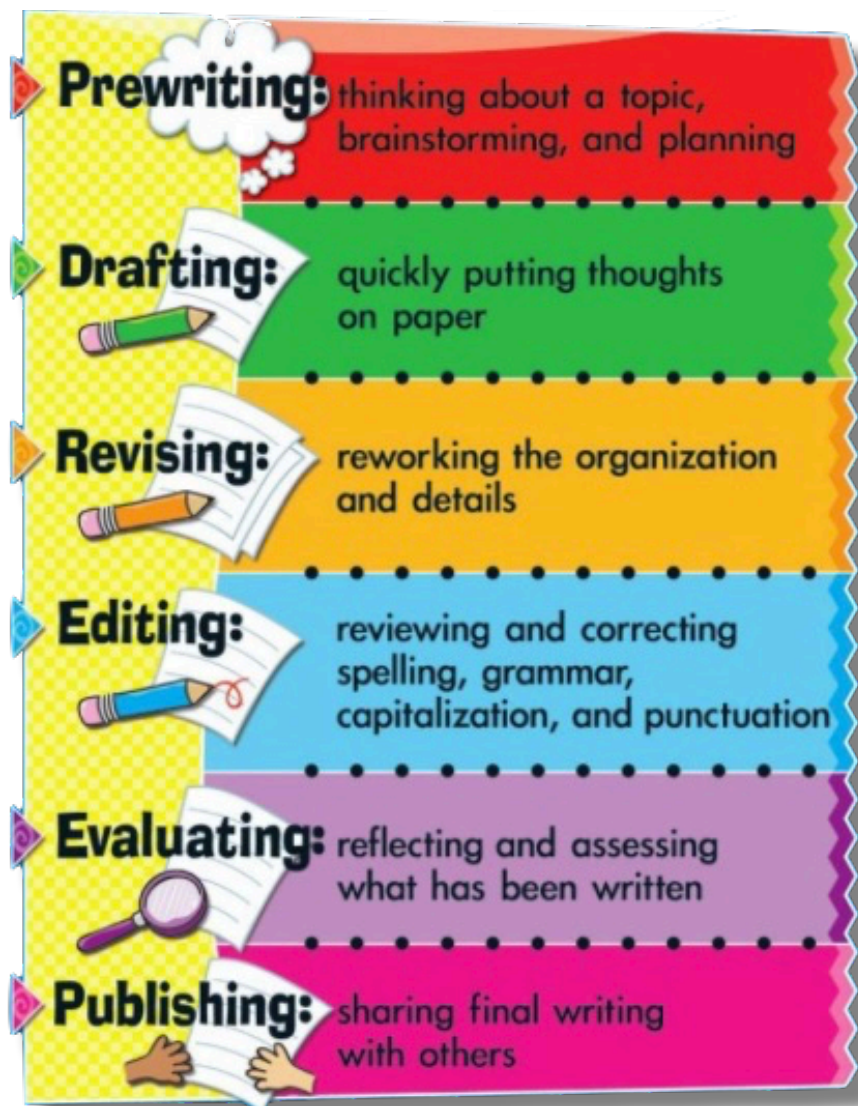 Prewriting: thinking about a topic,
brainstorming, and planning
Drafting: quickly putting thoughts
on paper
Revising: reworking the organization
and details
Editing: reviewing and correcting
spelling, grammar,
capitalization, and punctuation
Evaluating: reflecting and assessing
what has been written
Publishing: sharing final writing
with others